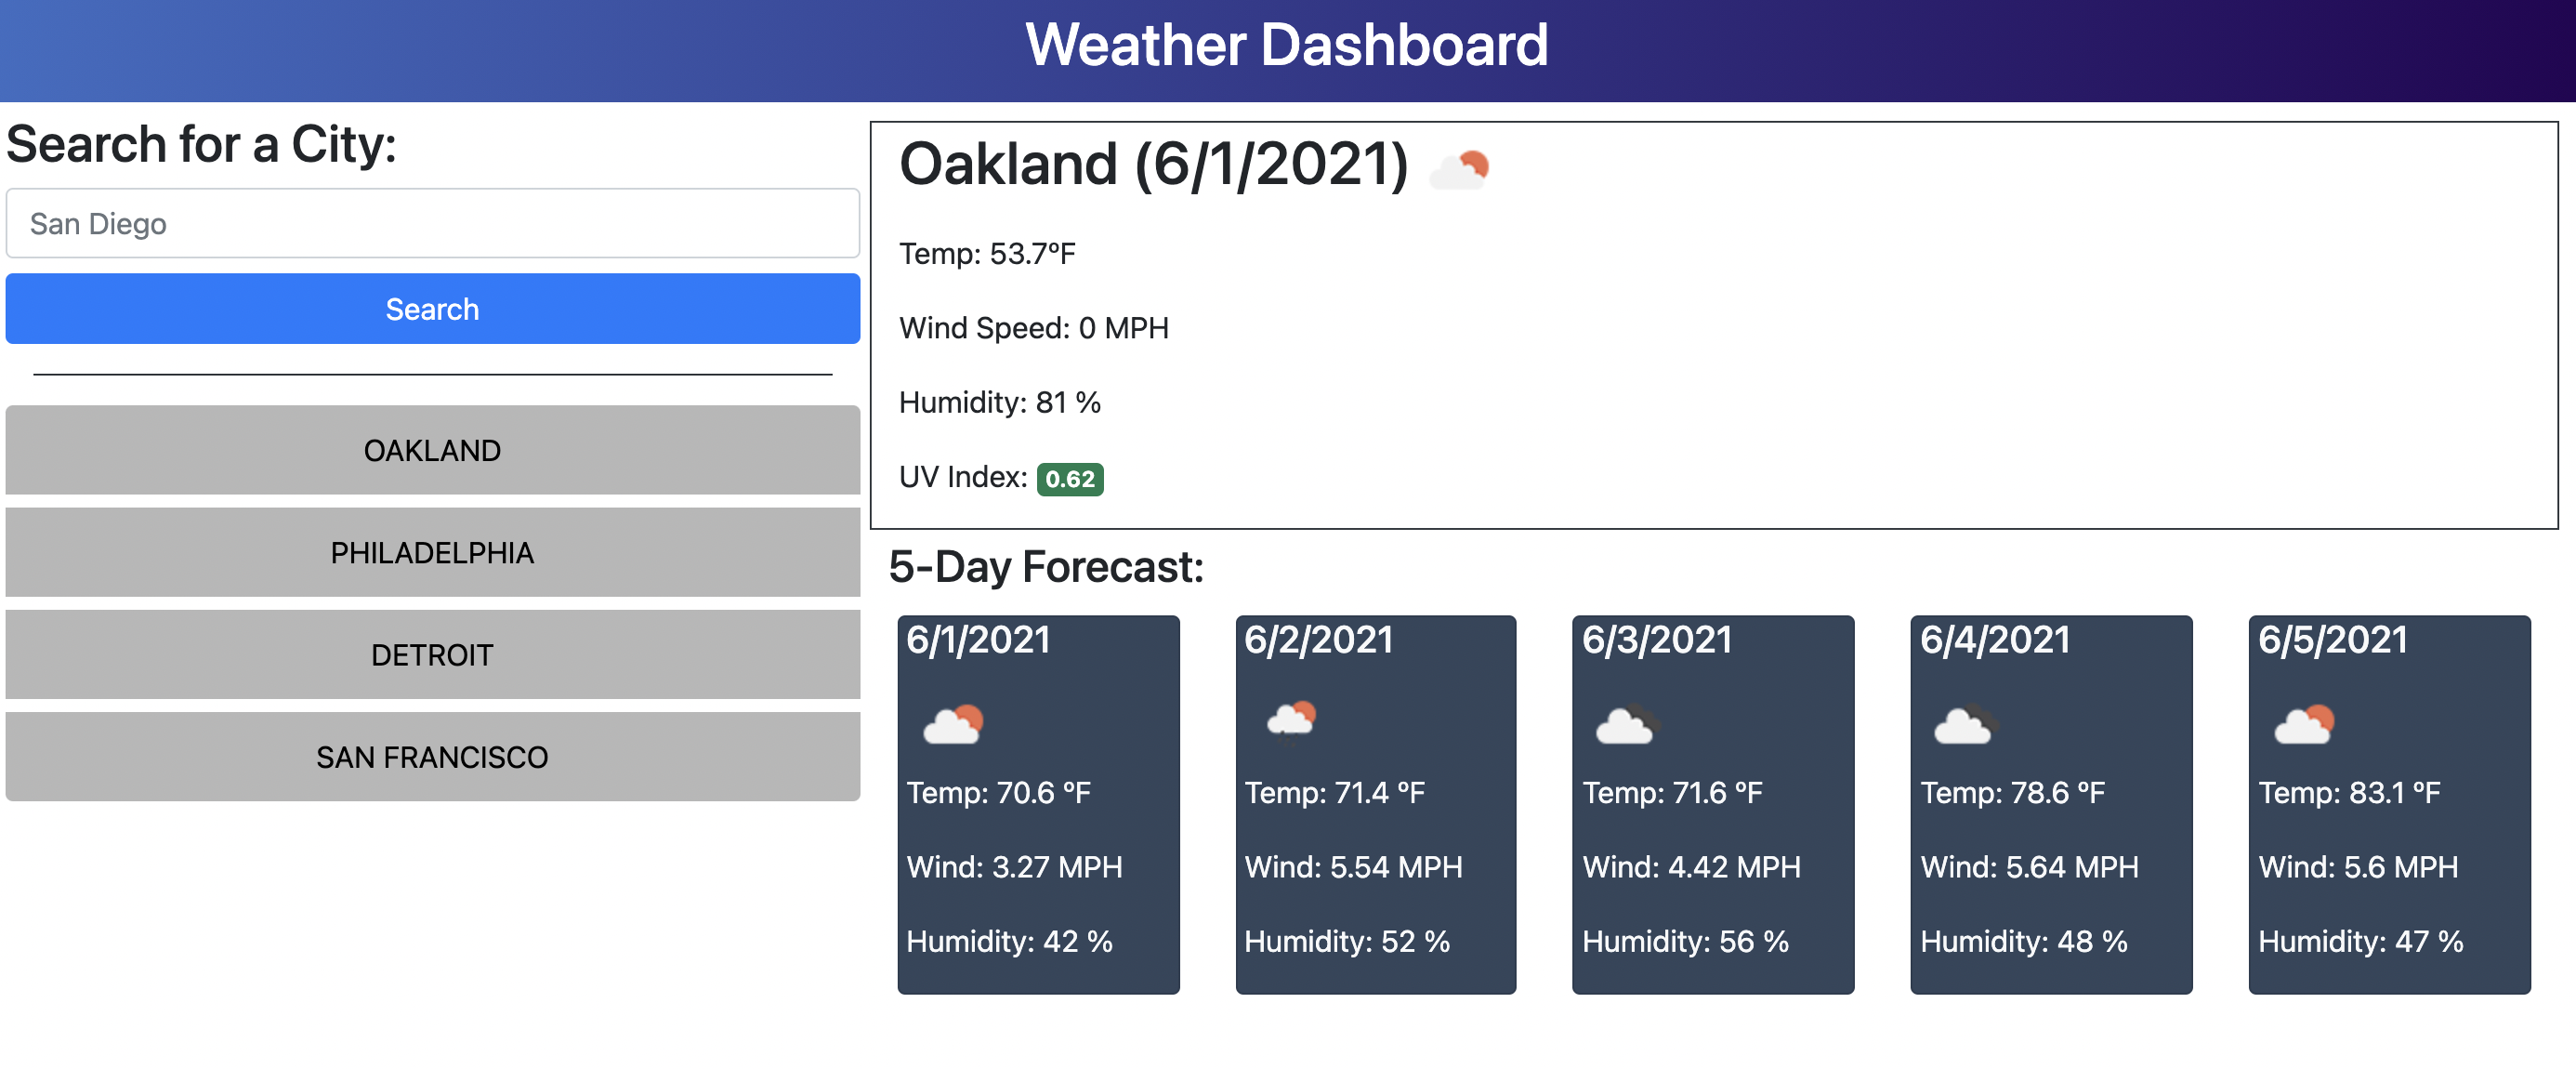 Weather Dashboard
Search for a City:
San Diego
Search
OAKLAND
PHILADELPHIA
DETROIT
SAN FRANCISCO
Oakland (6/1/2021)
Temp: 53.7°F
Wind Speed: 0 MPH
Humidity: 81 %
UV Index: 0.62
5-Day Forecast:
6/1/2021
Temp: 70.6 °F
Wind: 3.27 MPH
Humidity: 42 %
6/2/2021
Temp: 71.4 °F
Wind: 5.54 MPH
Humidity: 52 %
6/3/2021
Temp: 71.6 °F
Wind: 4.42 MPH
Humidity: 56 %
6/4/2021
Temp: 78.6 °F
Wind: 5.64 MPH
Humidity: 48 %
6/5/2021
Temp: 83.1 °F
Wind: 5.6 MPH
Humidity: 47 %